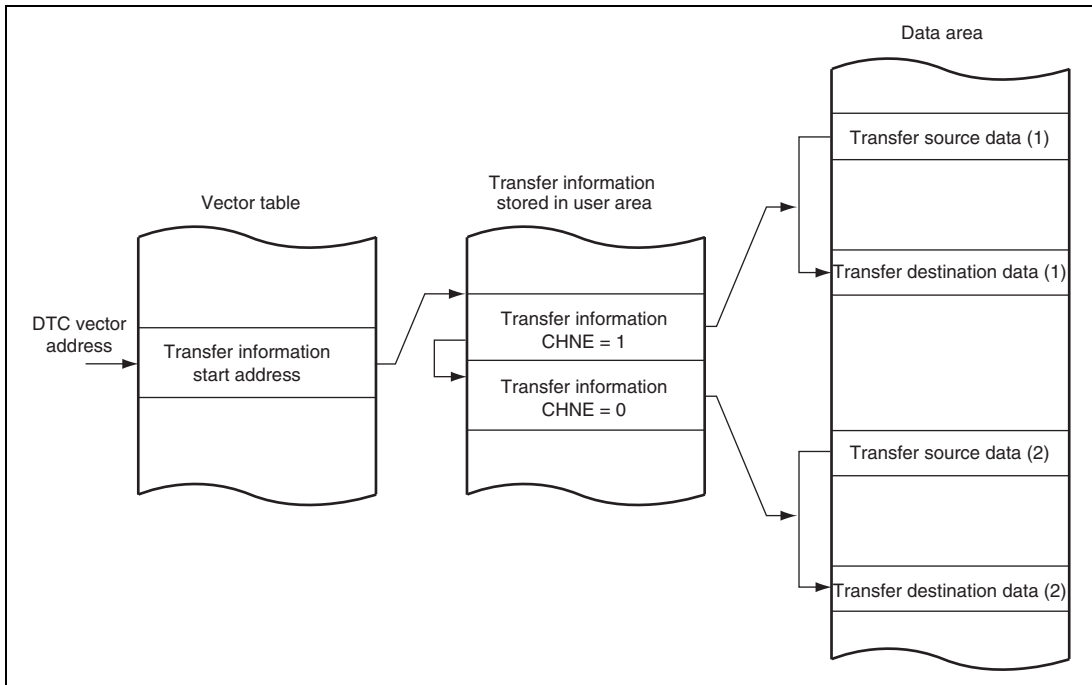 Data area
Transfer source data (1)
Transfer information
stored in user area
Vector table
Transfer destination data (1)
DTC vector
address
Transfer information
start address
Transfer information
CHNE = 1
Transfer information
CHNE = 0
Transfer source data (2)
Transfer destination data (2)